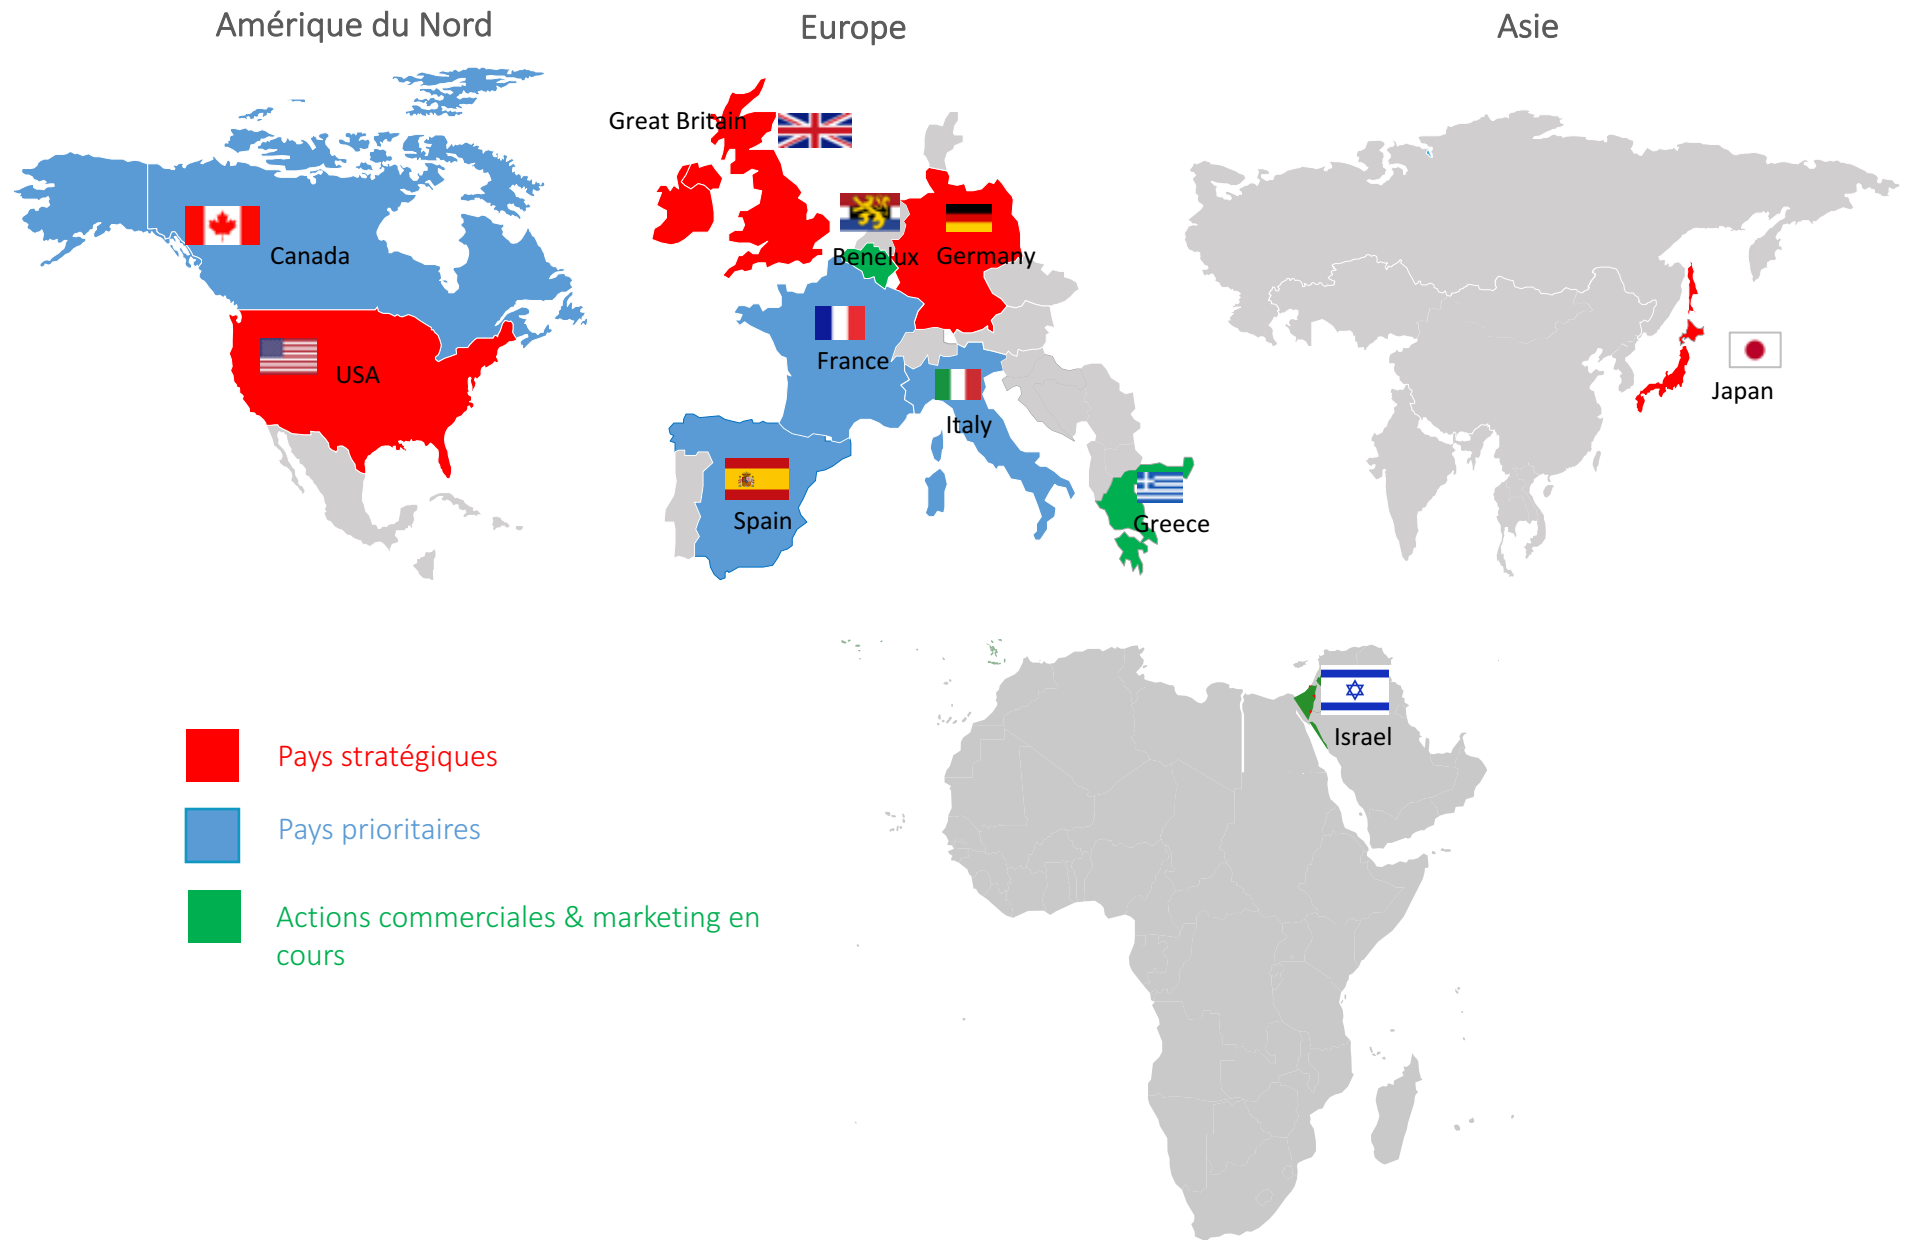 Amérique du Nord
Europe
Asie
Great Britain
Canada
Benelux
Germany
France
USA
Japan
Italy
Spain
Greece
Israel
Pays stratégiques
Pays prioritaires
Actions commerciales & marketing en
cours